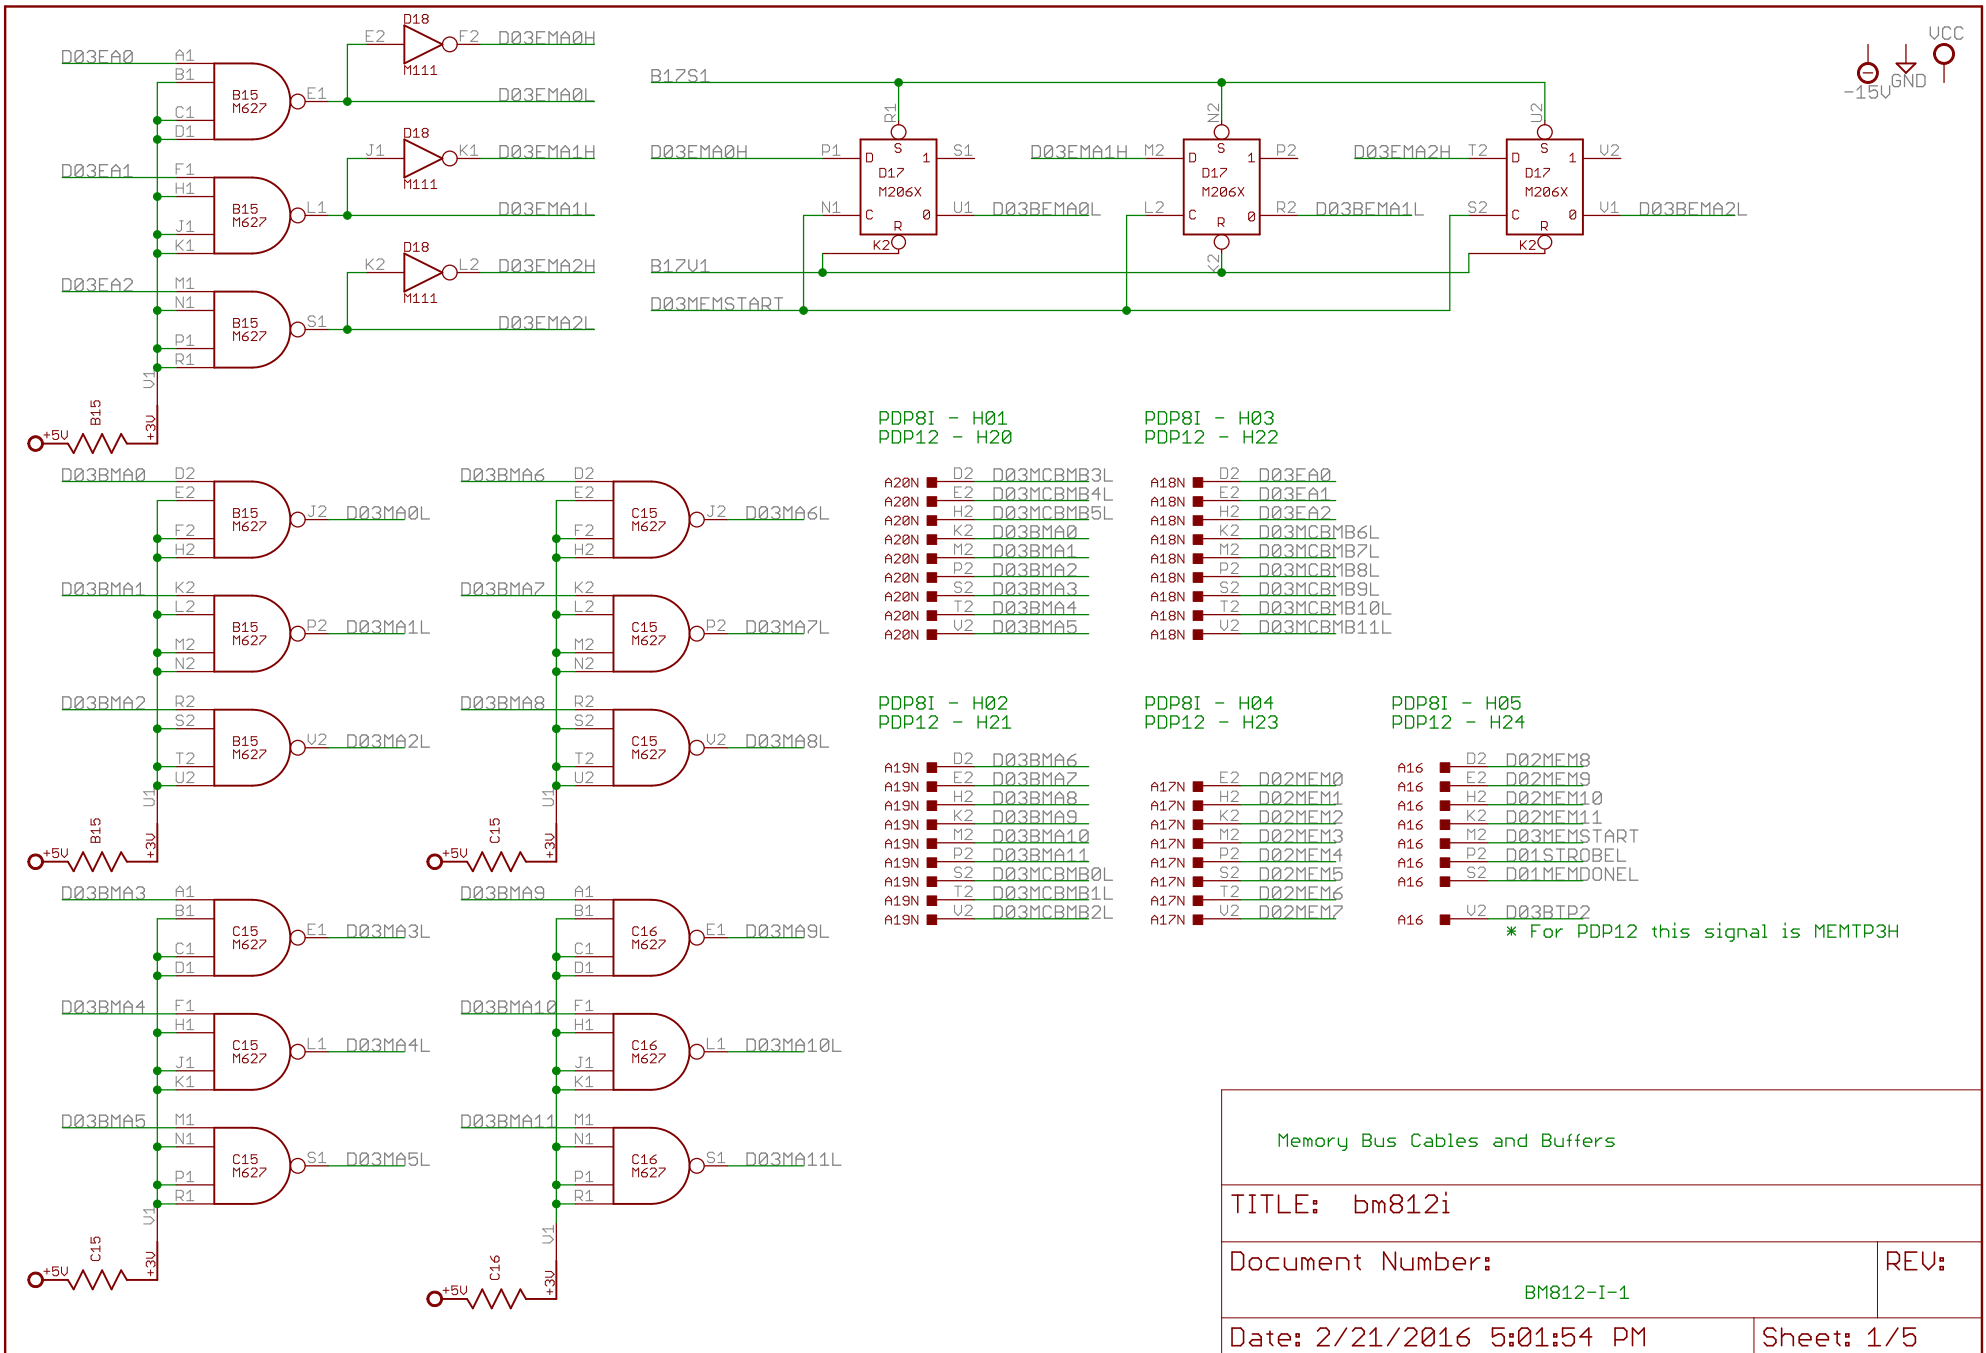 D03EA0
A1
B1
C1
D1
B15
M627
E1
E2
D18
M111
F2
D03EMA0H
D03EMA0L
D03EA1
F1
H1
J1
K1
B15
M627
L1
J1
D18
M111
K1
D03EMA1H
D03EMA1L
D03EA2
M1
N1
P1
R1
B15
M627
S1
K2
D18
M111
L2
D03EMA2H
D03EMA2L
V1
+3V
B15
+5V
B17S1
D03EMA0H
P1
N1
R1
S
D
1
D17
M206X
C
0
R
K2
S1
U1
D03BEMA0L
D03EMA1H
M2
L2
N2
S
D
1
D17
M206X
C
0
R
K2
P2
R2
D03BEMA1L
D03EMA2H
T2
S2
U2
S
D
1
D17
M206X
C
0
R
K2
V2
V1
D03BEMA2L
B17V1
D03MEMSTART
-15V
GND
VCC
D03BMA0
D2
E2
F2
H2
B15
M627
J2
D03MA0L
D03BMA1
K2
L2
M2
N2
B15
M627
P2
D03MA1L
D03BMA2
R2
S2
T2
U2
B15
M627
V2
D03MA2L
U1
+3V
B15
+5V
D03BMA6
D2
E2
F2
H2
C15
M627
J2
D03MA6L
D03BMA7
K2
L2
M2
N2
C15
M627
P2
D03MA7L
D03BMA8
R2
S2
T2
U2
C15
M627
V2
D03MA8L
U1
+3V
C15
+5V
D03BMA3
A1
B1
C1
D1
C15
M627
E1
D03MA3L
D03BMA4
F1
H1
J1
K1
C15
M627
L1
D03MA4L
D03BMA5
M1
N1
P1
R1
C15
M627
S1
D03MA5L
V1
+3V
C15
+5V
D03BMA9
A1
B1
C1
D1
C16
M627
E1
D03MA9L
D03BMA10
F1
H1
J1
K1
C16
M627
L1
D03MA10L
D03BMA11
M1
N1
P1
R1
C16
M627
S1
D03MA11L
V1
+3V
C16
+5V
PDP8I - H01
PDP12 - H20
A20N D2 D03MCBMB3L
A20N E2 D03MCBMB4L
A20N H2 D03MCBMB5L
A20N K2 D03BMA0
A20N M2 D03BMA1
A20N P2 D03BMA2
A20N S2 D03BMA3
A20N T2 D03BMA4
A20N V2 D03BMA5
PDP8I - H03
PDP12 - H22
A18N D2 D03EA0
A18N E2 D03EA1
A18N H2 D03EA2
A18N K2 D03MCBMB6L
A18N M2 D03MCBMB7L
A18N P2 D03MCBMB8L
A18N S2 D03MCBMB9L
A18N T2 D03MCBMB10L
A18N V2 D03MCBMB11L
PDP8I - H02
PDP12 - H21
A19N D2 D03BMA6
A19N E2 D03BMA7
A19N H2 D03BMA8
A19N K2 D03BMA9
A19N M2 D03BMA10
A19N P2 D03BMA11
A19N S2 D03MCBMB0L
A19N T2 D03MCBMB1L
A19N V2 D03MCBMB2L
PDP8I - H04
PDP12 - H23
A17N E2 D02MEM0
A17N H2 D02MEM1
A17N K2 D02MEM2
A17N M2 D02MEM3
A17N P2 D02MEM4
A17N S2 D02MEM5
A17N T2 D02MEM6
A17N V2 D02MEM7
PDP8I - H05
PDP12 - H24
A16 D2 D02MEM8
A16 E2 D02MEM9
A16 H2 D02MEM10
A16 K2 D02MEM11
A16 M2 D03MEMSTART
A16 P2 D01STROBEL
A16 S2 D01MEMDONEL
A16 V2 D03BTP2
* For PDP12 this signal is MEMTP3H
Memory Bus Cables and Buffers
TITLE: bm812i
Document Number:
REV:
BM812-I-1
Date: 2/21/2016 5:01:54 PM
Sheet: 1/5